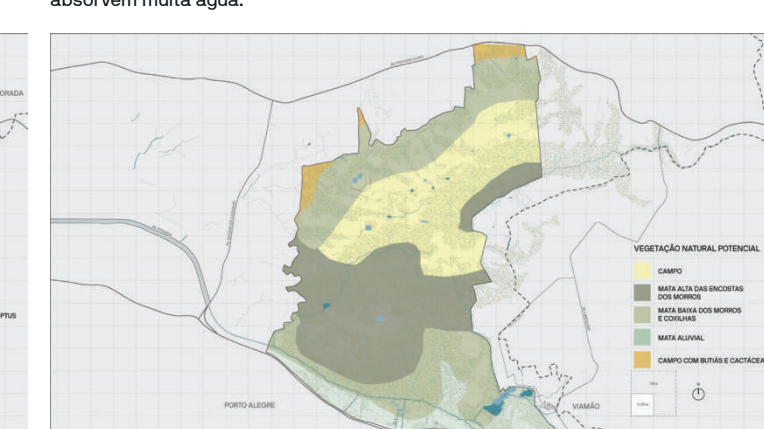 absorvem muita água.
ORADA
PTUS
VEGETAÇÃO NATURAL POTENCIAL
CAMPO
MATA ALTA DAS ENCOSTAS
DOS MORROS
MATA BAIXA DOS MORROS
E COXILHAS
MATA ALUVIAL
CAMPO COM BUTIÁS E CACTÁCEA
N
PORTO ALEGRE
VIAMÃO